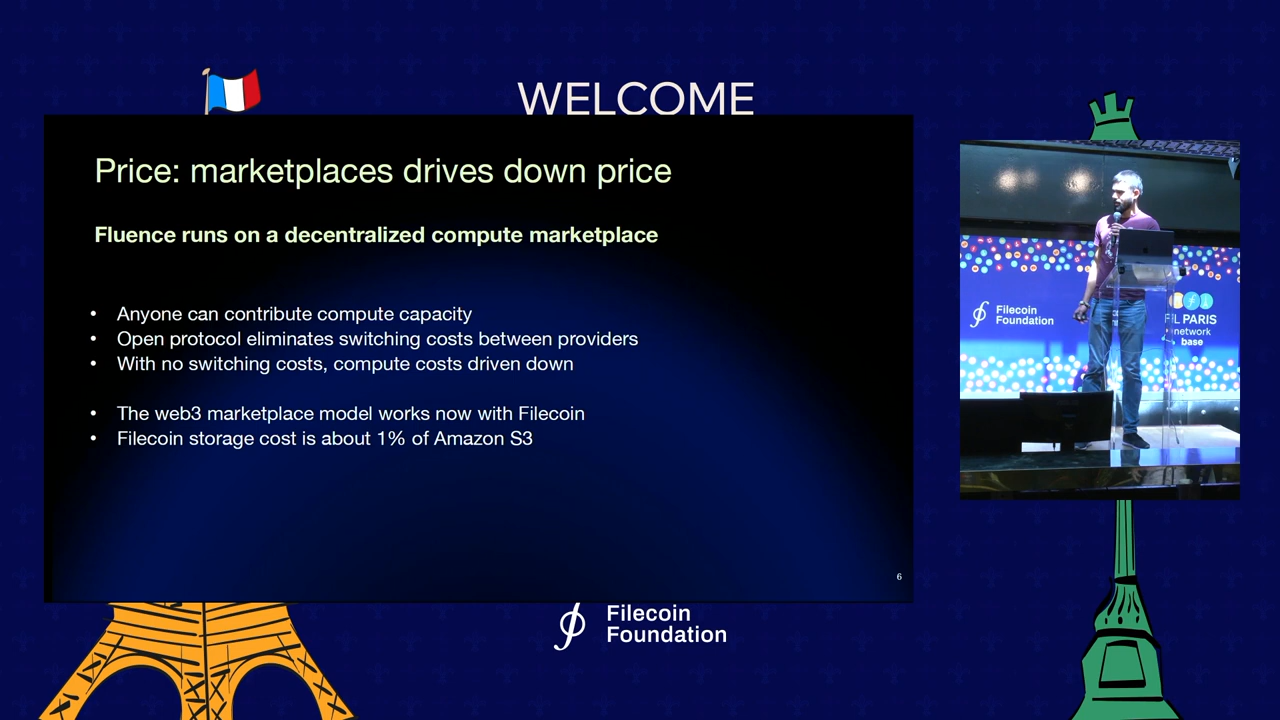 WELCOME
Price: marketplaces drives down price
Fluence runs on a decentralized compute marketplace
• Anyone can contribute compute capacity
• Open protocol eliminates switching costs between providers
• With no switching costs, compute costs driven down
• The web3 marketplace model works now with Filecoin
• Filecoin storage cost is about 1% of Amazon S3
6
Filecoin
Foundation
PARIS
network
base
Filecoin
Foundation